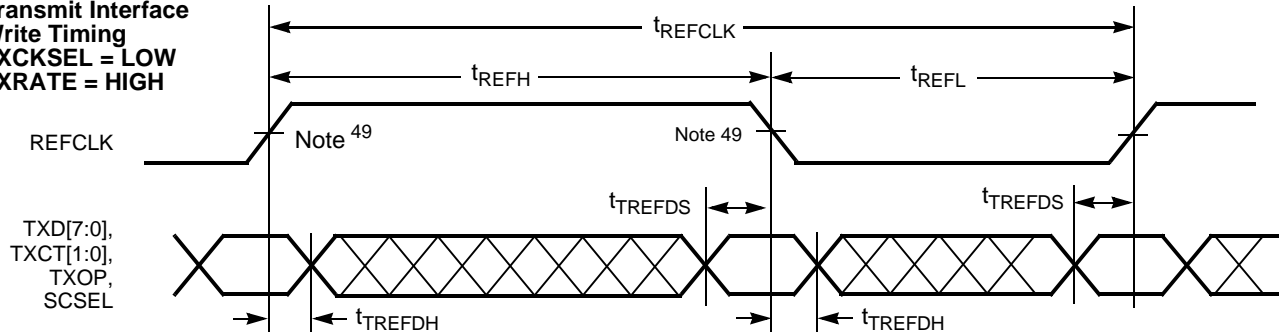 ransmit Interface
Write Timing
XCKSEL = LOW
XRATE = HIGH
tREFCLK
tREFH
tREFL
REFCLK
Note 49
Note 49
tTREFDS
tTREFDS
TXD[7:0],
TXCT[1:0],
TXOP,
SCSEL
tTREFDH
tTREFDH